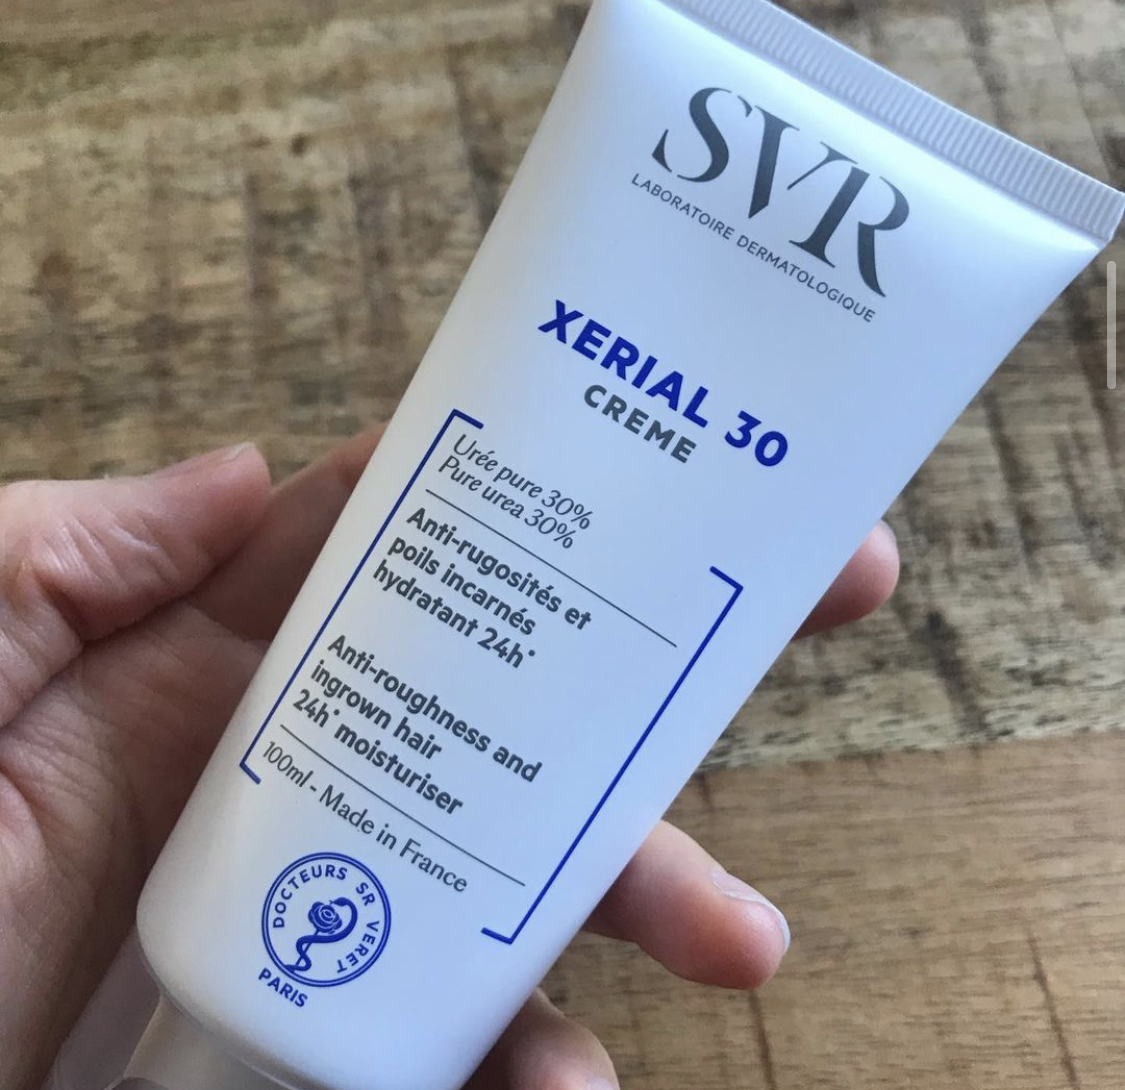 SVR
LABORATOIRE DERMATOLOGIQUE
XERIAL 30
CREME
Urée pure 30%
Pure urea 30%
Anti-rugosités et
poils incarnés
hydratant 24h*
Anti-roughness and
ingrown hair
24h* moisturiser
100ml - Made in France
DOCTEURS SR VERET
PARIS